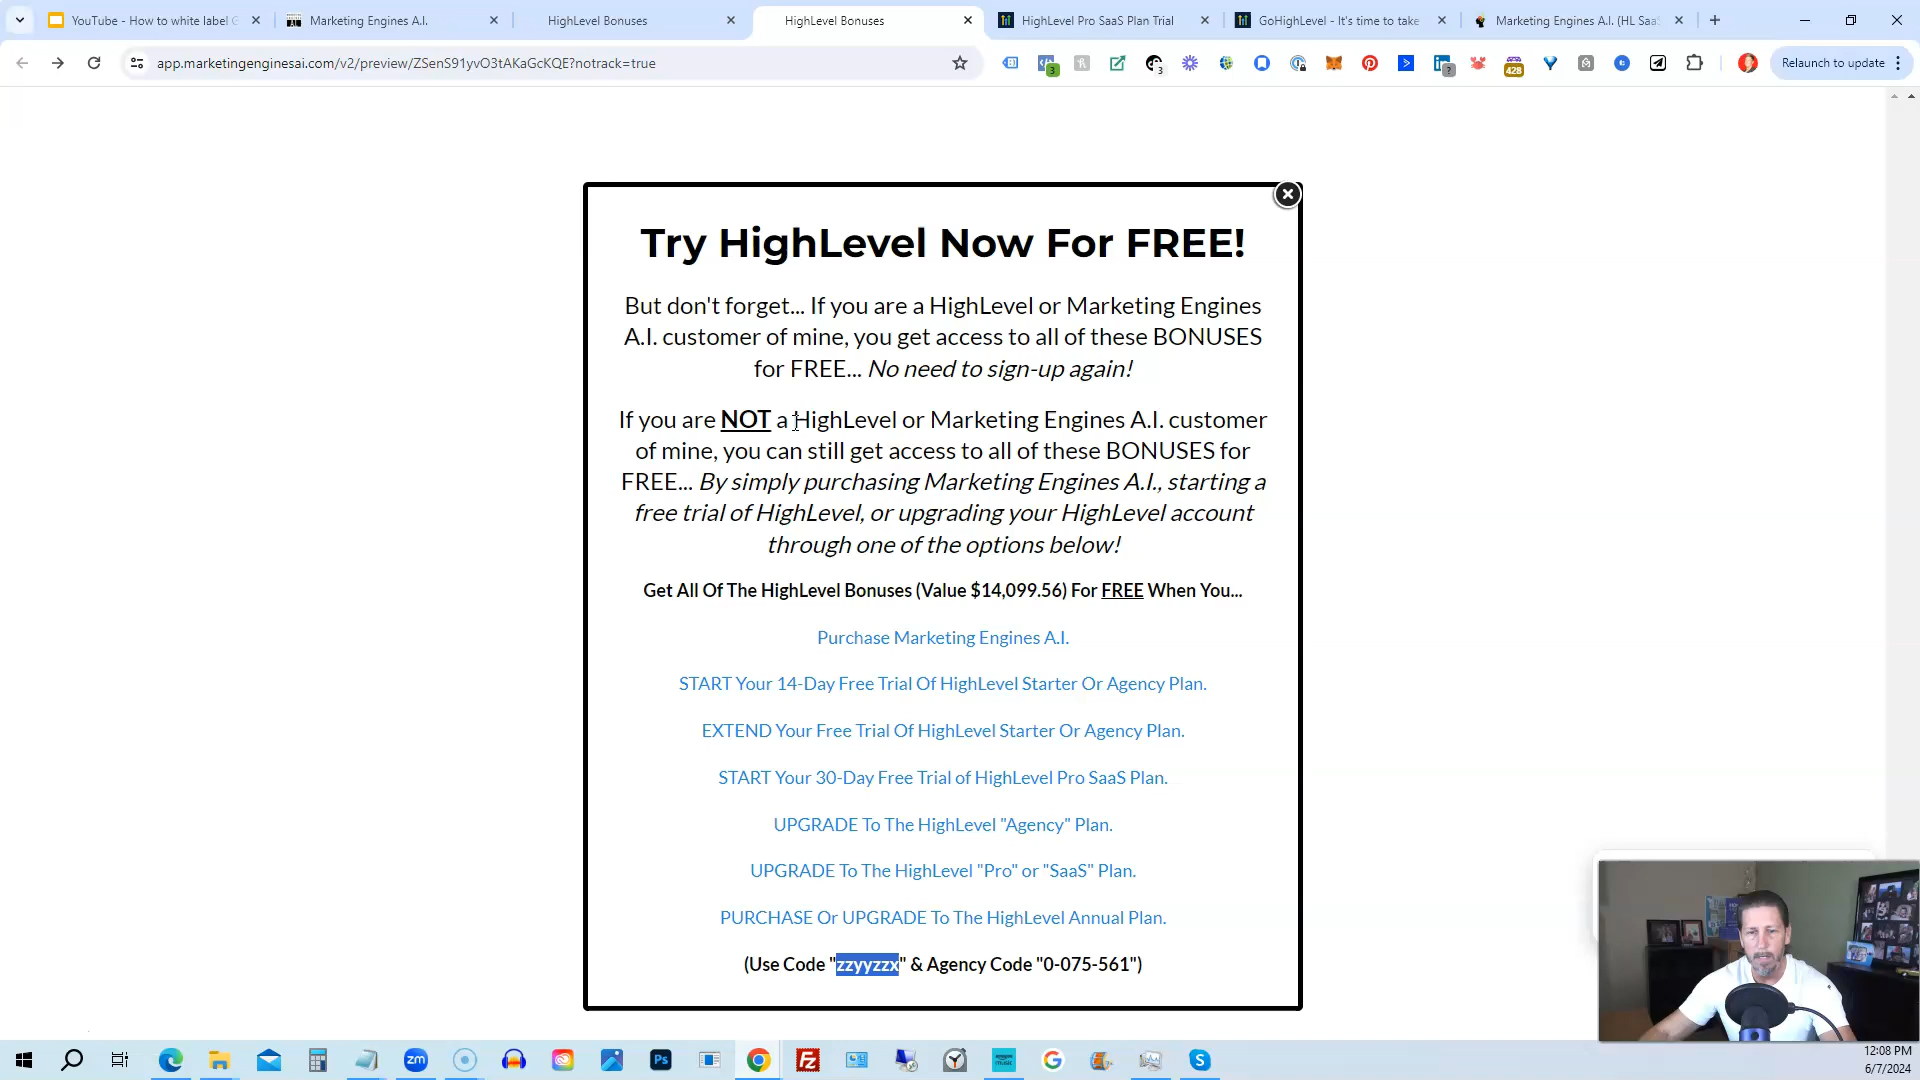 YouTube - How to white label G
Marketing Engines A.I.
HighLevel Bonuses
HighLevel Bonuses
HighLevel Pro SaaS Plan Trial
GoHighLevel - It's time to take
Marketing Engines A.I. (HL SaaS
app.marketingenginesai.com/v2/preview/ZSenS91yvO3tAKaGcKQE?notrack=true
3
3
428
Relaunch to update
Try HighLevel Now For FREE!
But don't forget... If you are a HighLevel or Marketing Engines
A.I. customer of mine, you get access to all of these BONUSES
for FREE... No need to sign-up again!
If you are NOT a HighLevel or Marketing Engines A.I. customer
of mine, you can still get access to all of these BONUSES for
FREE... By simply purchasing Marketing Engines A.I., starting a
free trial of HighLevel, or upgrading your HighLevel account
through one of the options below!
Get All Of The HighLevel Bonuses (Value $14,099.56) For FREE When You...
Purchase Marketing Engines A.I.
START Your 14-Day Free Trial Of HighLevel Starter Or Agency Plan.
EXTEND Your Free Trial Of HighLevel Starter Or Agency Plan.
START Your 30-Day Free Trial of HighLevel Pro SaaS Plan.
UPGRADE To The HighLevel "Agency" Plan.
UPGRADE To The HighLevel "Pro" or "SaaS" Plan.
PURCHASE Or UPGRADE To The HighLevel Annual Plan.
(Use Code "zzyyzzx" & Agency Code "0-075-561")
zm
Ps
12:08 PM
6/7/2024